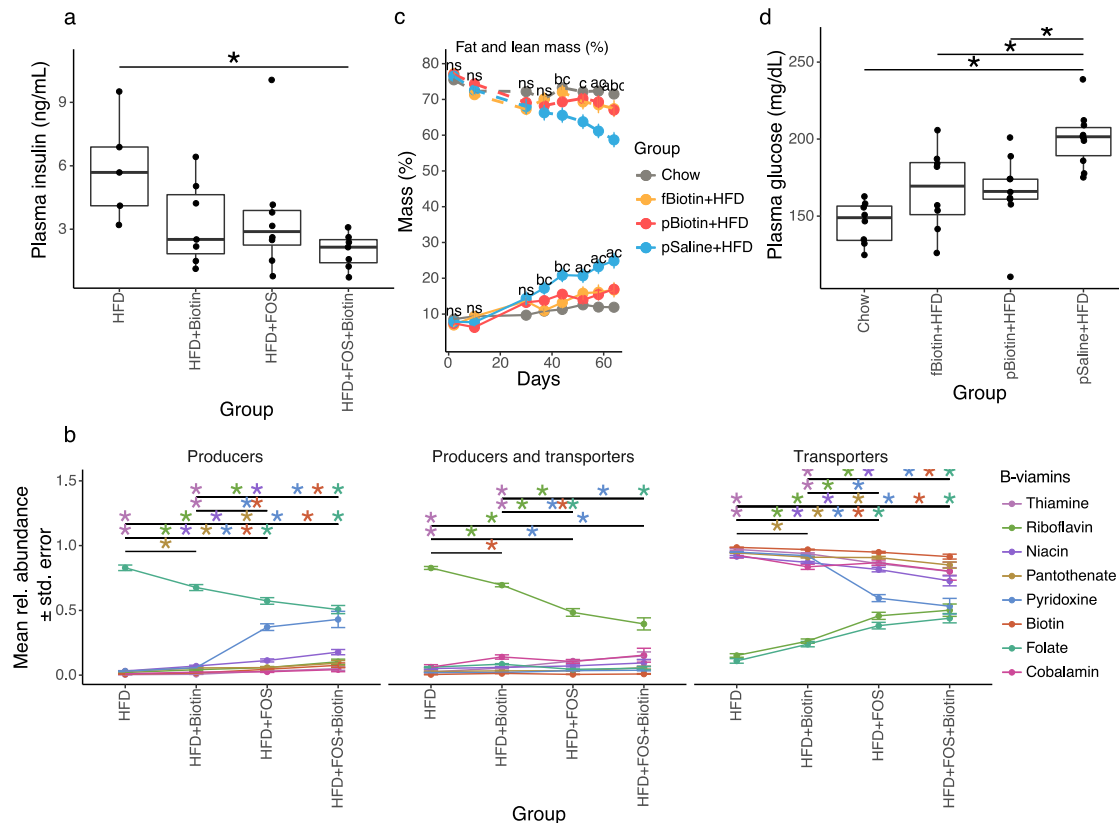 a
Plasma insulin (ng/mL)
9
6
3
*
HFD
HFD+Biotin
HFD+FOS
HFD+FOS+Biotin
Group
c
Fat and lean mass (%)
Mass (%)
80
70
60
50
40
30
20
10
ns
ns
ns
ns
bc
c
ac
abc
ns
ns
ns
bc
bc
ac
bc
ac
0
20
40
60
Days
Group
Chow
fBiotin+HFD
pBiotin+HFD
pSaline+HFD
d
Plasma glucose (mg/dL)
250
200
150
*
*
*
Chow
fBiotin+HFD
pBiotin+HFD
pSaline+HFD
Group
b
Mean rel. abundance
± std. error
1.5
1.0
0.5
0.0
Producers
* * * * * *
* * *
* * * * * * *
* * * * * * *
*
HFD
HFD+Biotin
HFD+FOS
HFD+FOS+Biotin
Producers and transporters
* * * *
* * * * *
* * * *
* * *
*
HFD
HFD+Biotin
HFD+FOS
HFD+FOS+Biotin
Transporters
* * * * * *
* * *
* * * * * * *
* * * * * * *
*
HFD
HFD+Biotin
HFD+FOS
HFD+FOS+Biotin
Group
B-viamins
Thiamine
Riboflavin
Niacin
Pantothenate
Pyridoxine
Biotin
Folate
Cobalamin